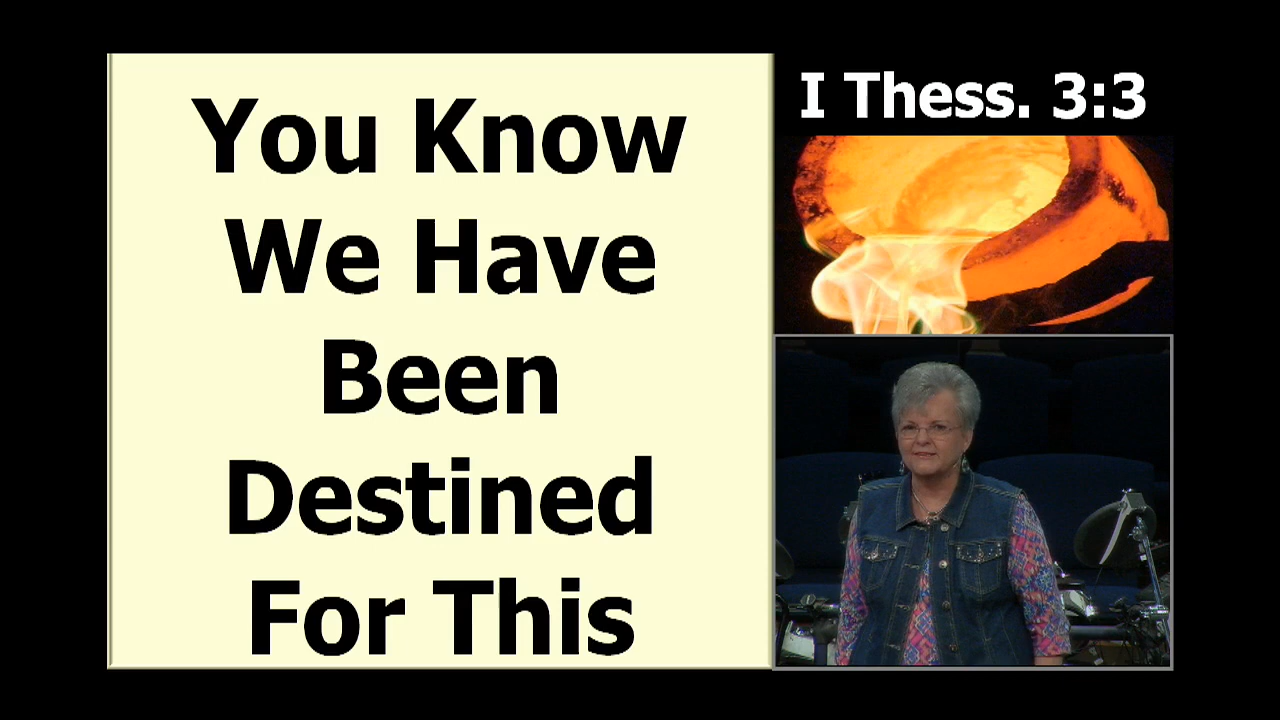 You Know
We Have
Been
Destined
For This
I Thess. 3:3